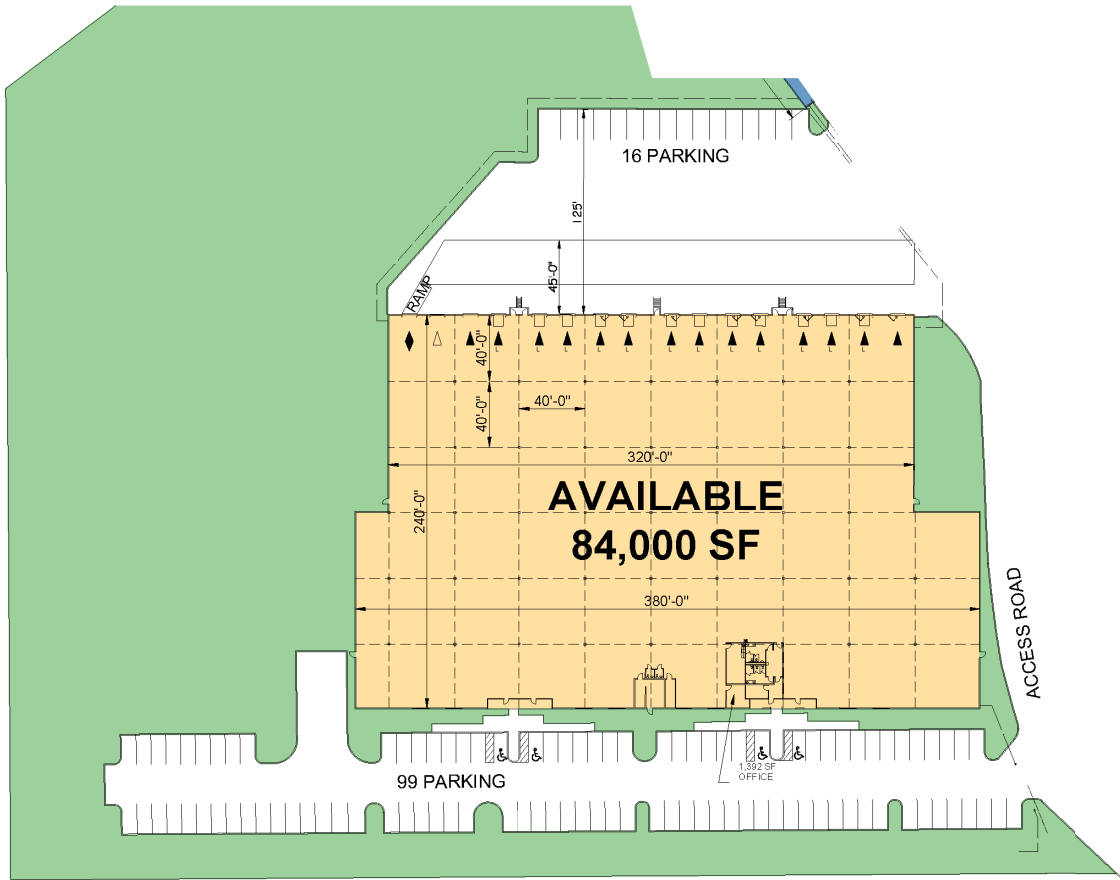 16 PARKING
125'
45'-0"
RAMP
40'-0"
40'-0"
40'-0"
L L L L L L L L L L L L
320'-0"
AVAILABLE
84,000 SF
240'-0"
380'-0"
ACCESS ROAD
99 PARKING
1,392 SF
OFFICE